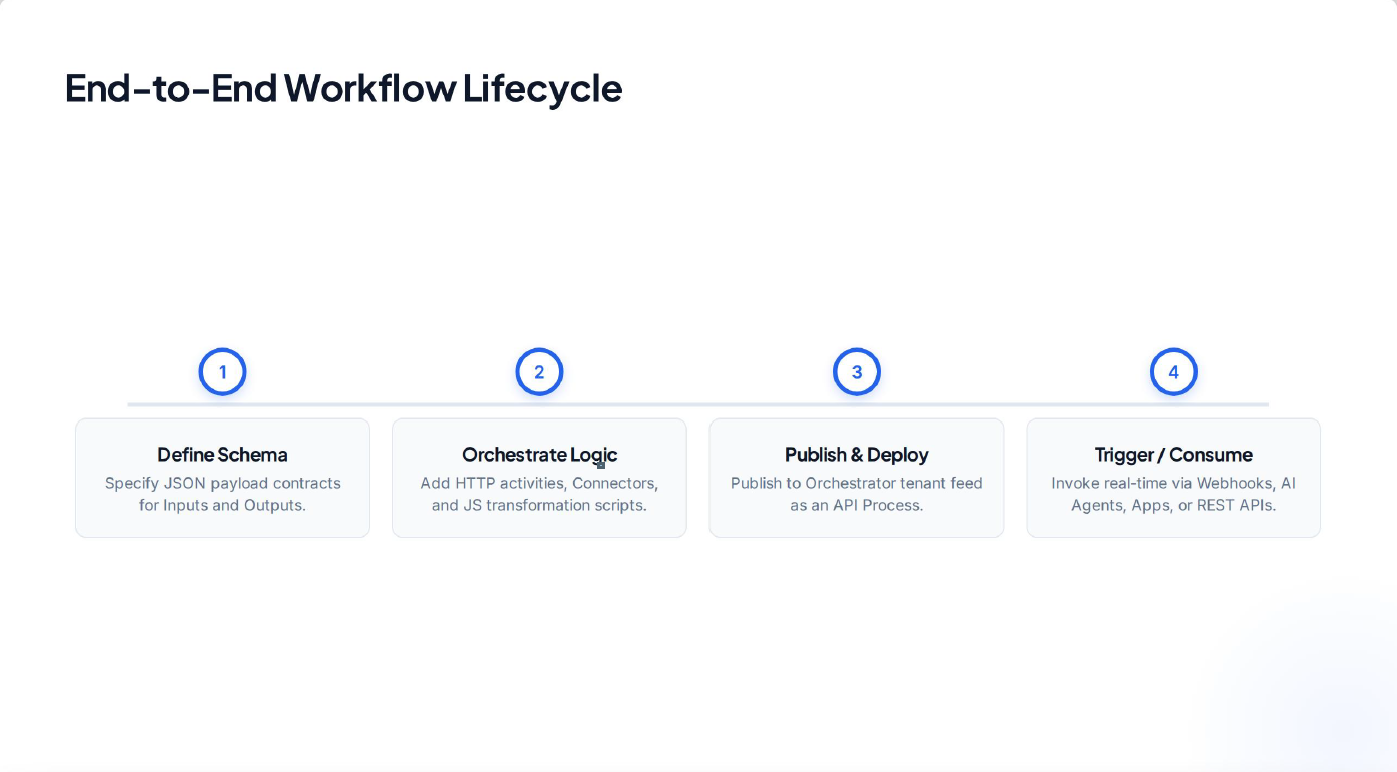 End-to-End Workflow Lifecycle
1
2
3
4
Define Schema
Specify JSON payload contracts
for Inputs and Outputs.
Orchestrate Logic
Add HTTP activities, Connectors,
and JS transformation scripts.
Publish & Deploy
Publish to Orchestrator tenant feed
as an API Process.
Trigger / Consume
Invoke real-time via Webhooks, AI
Agents, Apps, or REST APIs.